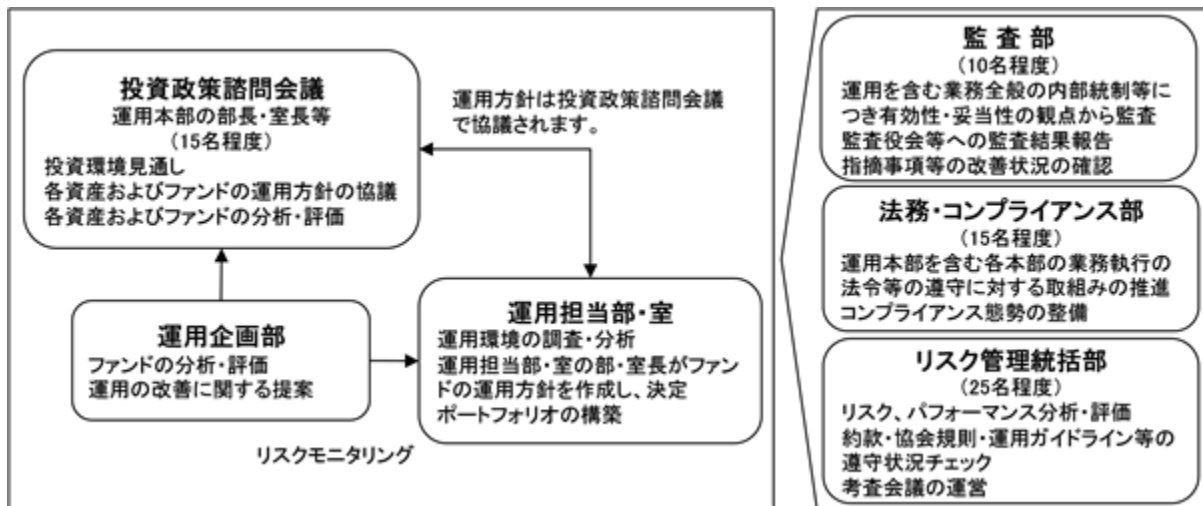 投資政策諮問会議
運用本部の部長・室長等
(15名程度)
投資環境見通し
各資産およびファンドの運用方針の協議
各資産およびファンドの分析・評価
運用方針は投資政策諮問会議
で協議されます。
運用企画部
ファンドの分析・評価
運用の改善に関する提案
運用担当部・室
運用環境の調査・分析
運用担当部・室の部・室長がファン
ドの運用方針を作成し、決定
ポートフォリオの構築
リスクモニタリング
監 査 部
(10名程度)
運用を含む業務全般の内部統制等に
つき有効性・妥当性の観点から監査
監査役会等への監査結果報告
指摘事項等の改善状況の確認
法務・コンプライアンス部
(15名程度)
運用本部を含む各本部の業務執行の
法令等の遵守に対する取組みの推進
コンプライアンス態勢の整備
リスク管理統括部
(25名程度)
リスク、パフォーマンス分析・評価
約款・協会規則・運用ガイドライン等の
遵守状況チェック
考査会議の運営